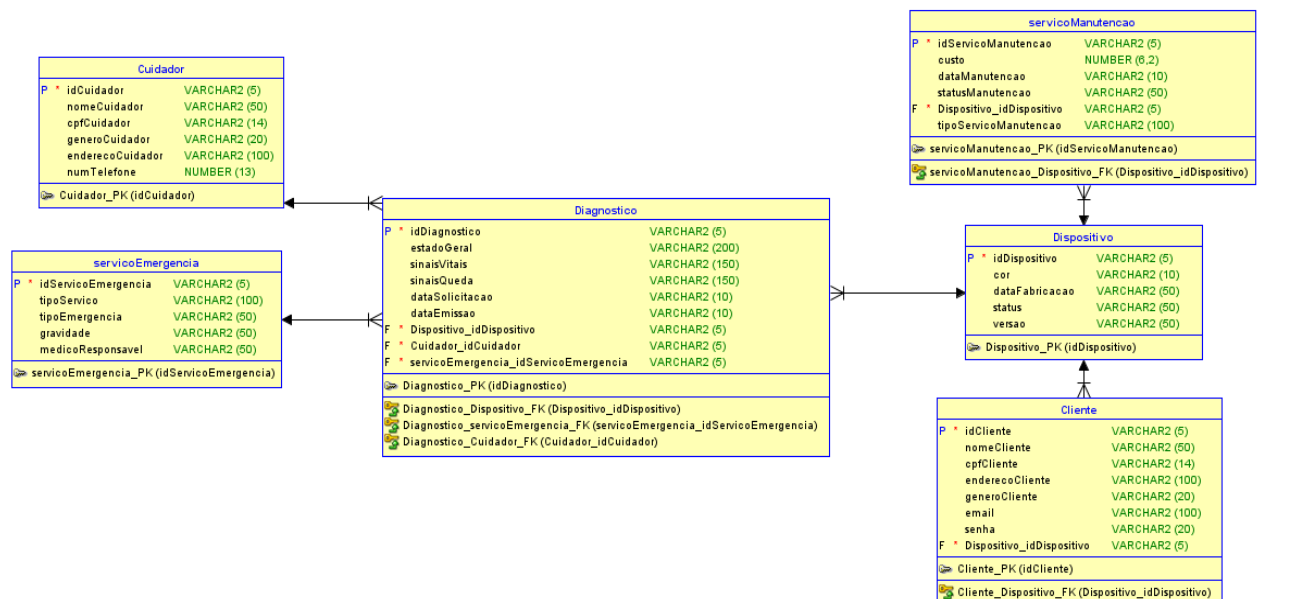 Cuidador
P * idCuidador VARCHAR2 (5)
nomeCuidador VARCHAR2 (50)
cpfCuidador VARCHAR2 (14)
generoCuidador VARCHAR2 (20)
enderecoCuidador VARCHAR2 (100)
numTelefone NUMBER (13)
Cuidador_PK (idCuidador)
servicoEmergencia
P * idServicoEmergencia VARCHAR2 (5)
tipoServico VARCHAR2 (100)
tipoEmergencia VARCHAR2 (50)
gravidade VARCHAR2 (50)
medicoResponsavel VARCHAR2 (50)
servicoEmergencia_PK (idServicoEmergencia)
Diagnostico
P * idDiagnostico VARCHAR2 (5)
estadoGeral VARCHAR2 (200)
sinaisVitais VARCHAR2 (150)
sinaisQueda VARCHAR2 (150)
dataSolicitacao VARCHAR2 (10)
dataEmissao VARCHAR2 (10)
F * Dispositivo_idDispositivo VARCHAR2 (5)
F * Cuidador_idCuidador VARCHAR2 (5)
F * servicoEmergencia_idServicoEmergencia VARCHAR2 (5)
Diagnostico_PK (idDiagnostico)
Diagnostico_Dispositivo_FK (Dispositivo_idDispositivo)
Diagnostico_servicoEmergencia_FK (servicoEmergencia_idServicoEmergencia)
Diagnostico_Cuidador_FK (Cuidador_idCuidador)
servicoManutencao
P * idServicoManutencao VARCHAR2 (5)
custo NUMBER (6,2)
dataManutencao VARCHAR2 (10)
statusManutencao VARCHAR2 (50)
F * Dispositivo_idDispositivo VARCHAR2 (5)
tipoServicoManutencao VARCHAR2 (100)
servicoManutencao_PK (idServicoManutencao)
servicoManutencao_Dispositivo_FK (Dispositivo_idDispositivo)
Dispositivo
P * idDispositivo VARCHAR2 (5)
cor VARCHAR2 (10)
dataFabricacao VARCHAR2 (50)
status VARCHAR2 (50)
versao VARCHAR2 (50)
Dispositivo_PK (idDispositivo)
Cliente
P * idCliente VARCHAR2 (5)
nomeCliente VARCHAR2 (50)
cpfCliente VARCHAR2 (14)
enderecoCliente VARCHAR2 (100)
generoCliente VARCHAR2 (20)
email VARCHAR2 (100)
senha VARCHAR2 (20)
F * Dispositivo_idDispositivo VARCHAR2 (5)
Cliente_PK (idCliente)
Cliente_Dispositivo_FK (Dispositivo_idDispositivo)